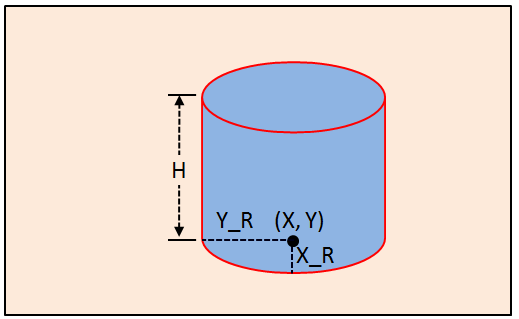 H
Y_R (X, Y)
X_R